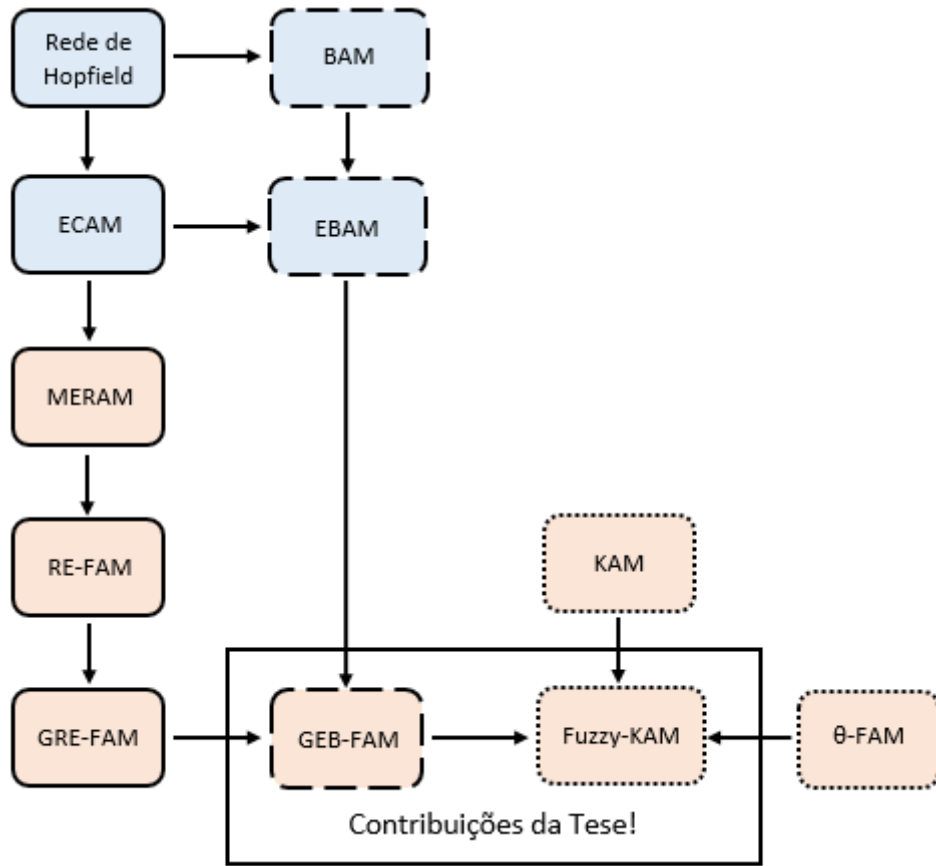 Rede de
Hopfield
BAM
ECAM
EBAM
MERAM
RE-FAM
KAM
GRE-FAM
GEB-FAM
Fuzzy-KAM
θ-FAM
Contribuições da Tese!